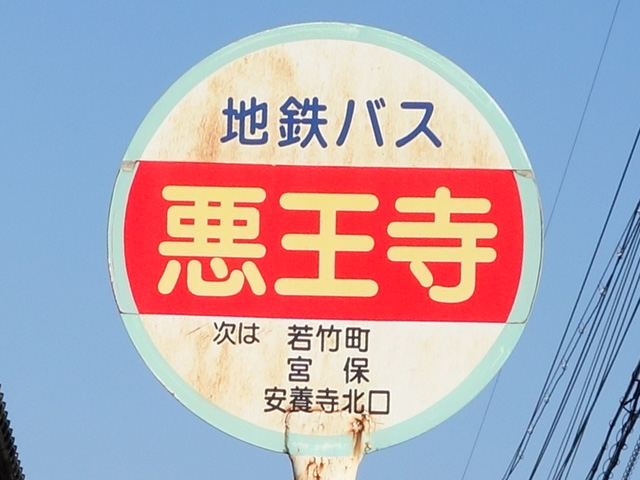 地鉄バス
悪王寺
次は 若竹町
宮 保
安養寺北口